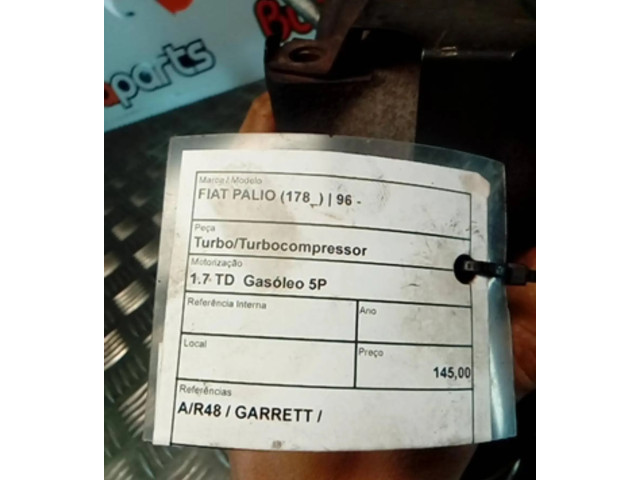 parts
Marca / Modelo
FIAT PALIO (178_) | 96 -
Peça
Turbo/Turbocompressor
Motorização
1.7 TD Gasóleo 5P
Referência Interna
Ano
Local
Preço
145,00
Referências
A/R48 / GARRETT /